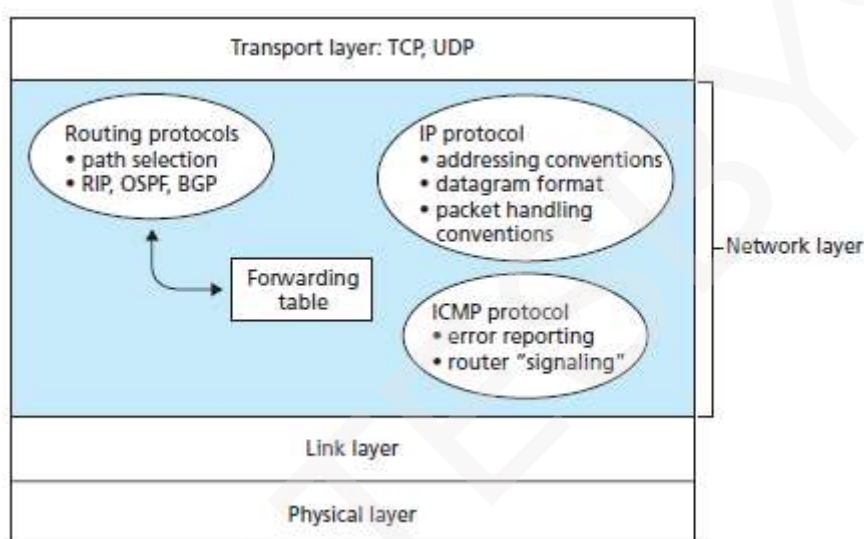 Transport layer: TCP, UDP
Routing protocols
• path selection
• RIP, OSPF, BGP
IP protocol
• addressing conventions
• datagram format
• packet handling
conventions
Network layer
Forwarding
table
ICMP protocol
• error reporting
• router “signaling”
Link layer
Physical layer